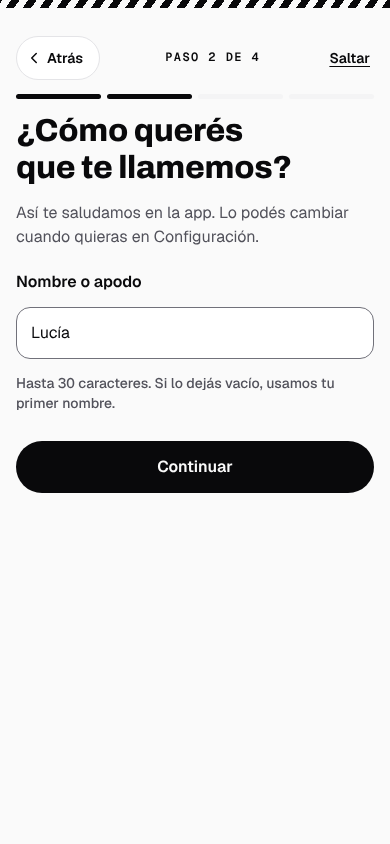 Atrás
PASO 2 DE 4
Saltar
¿Cómo querés
que te llamemos?
Así te saludamos en la app. Lo podés cambiar
cuando quieras en Configuración.
Nombre o apodo
Lucía
Hasta 30 caracteres. Si lo dejás vacío, usamos tu
primer nombre.
Continuar